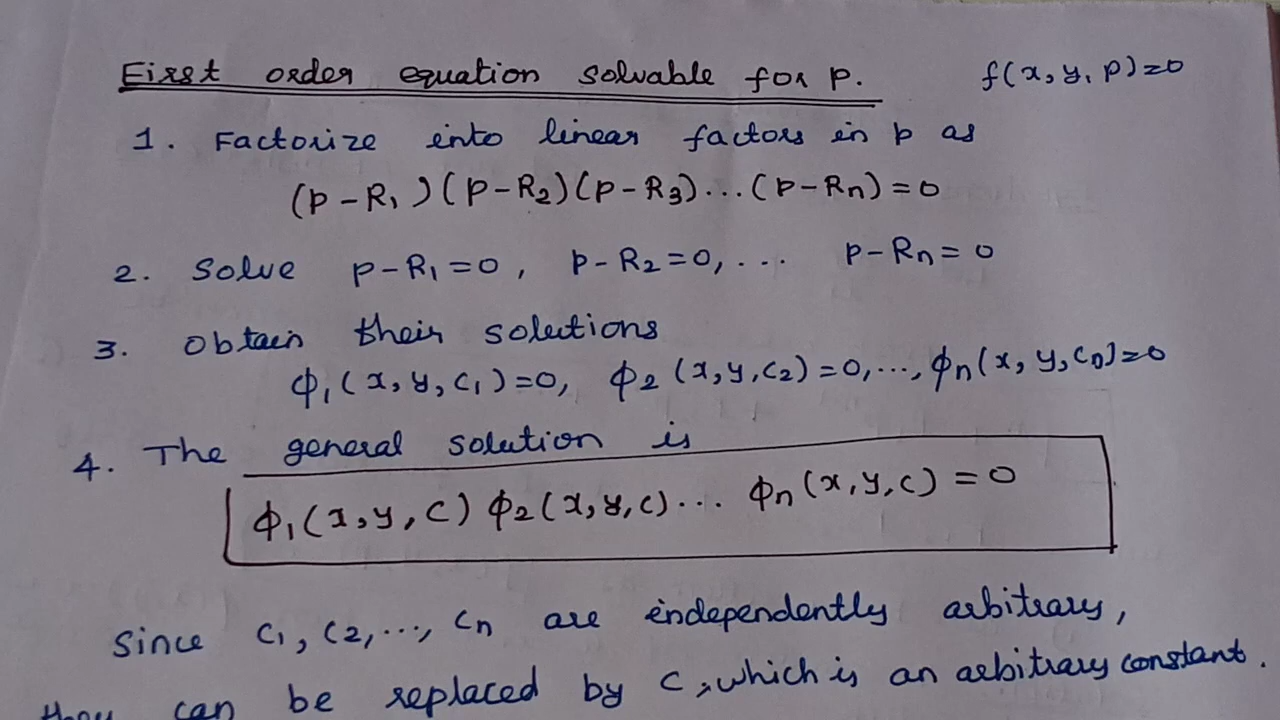 First order equation solvable for p. f(x, y, p)=0
1. Factorize into linear factors in p as
(p-R₁)(p-R₂)(p-R₃)...(p-Rn)=0
2. Solve p-R₁=0, p-R₂=0,... p-Rn=0
3. Obtain their solutions
ϕ₁(x,y,c₁)=0, ϕ₂(x,y,c₂)=0,...,ϕn(x,y,cn)=0
4. The general solution is
ϕ₁(x,y,c) ϕ₂(x,y,c)... ϕn(x,y,c)=0
Since c₁, c₂,..., cn are independently arbitrary,
They can be replaced by c, which is an arbitrary constant.